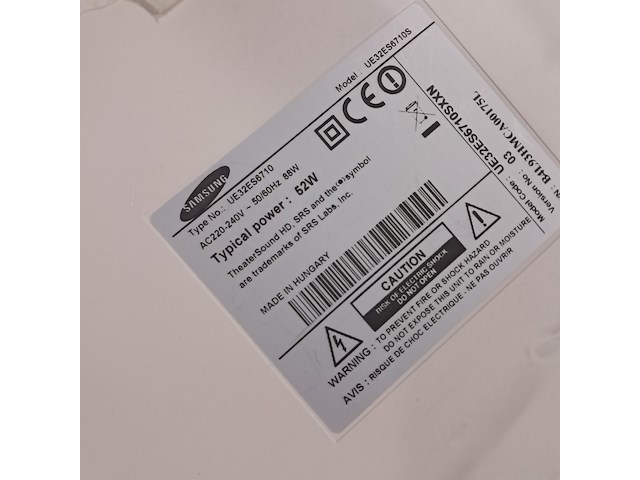 SAMSUNG
Model : UE32ES6710S
Type No.: UE32ES6710
AC220-240V ~ 50/60Hz 88W
Typical power : 52W
TheaterSound HD, SRS and the(●)symbol
are trademarks of SRS Labs, Inc.
MADE IN HUNGARY
CAUTION
RISK OF ELECTRIC SHOCK
DO NOT OPEN
WARNING : TO PREVENT FIRE OR SHOCK HAZARD
DO NOT EXPOSE THIS UNIT TO RAIN OR MOISTURE
AVIS : RISQUE DE CHOC ELECTRIQUE - NE PAS OUVRIR
Model Code: UE32ES6710SXXN
Version No : 03
B4L93HMCA00175L